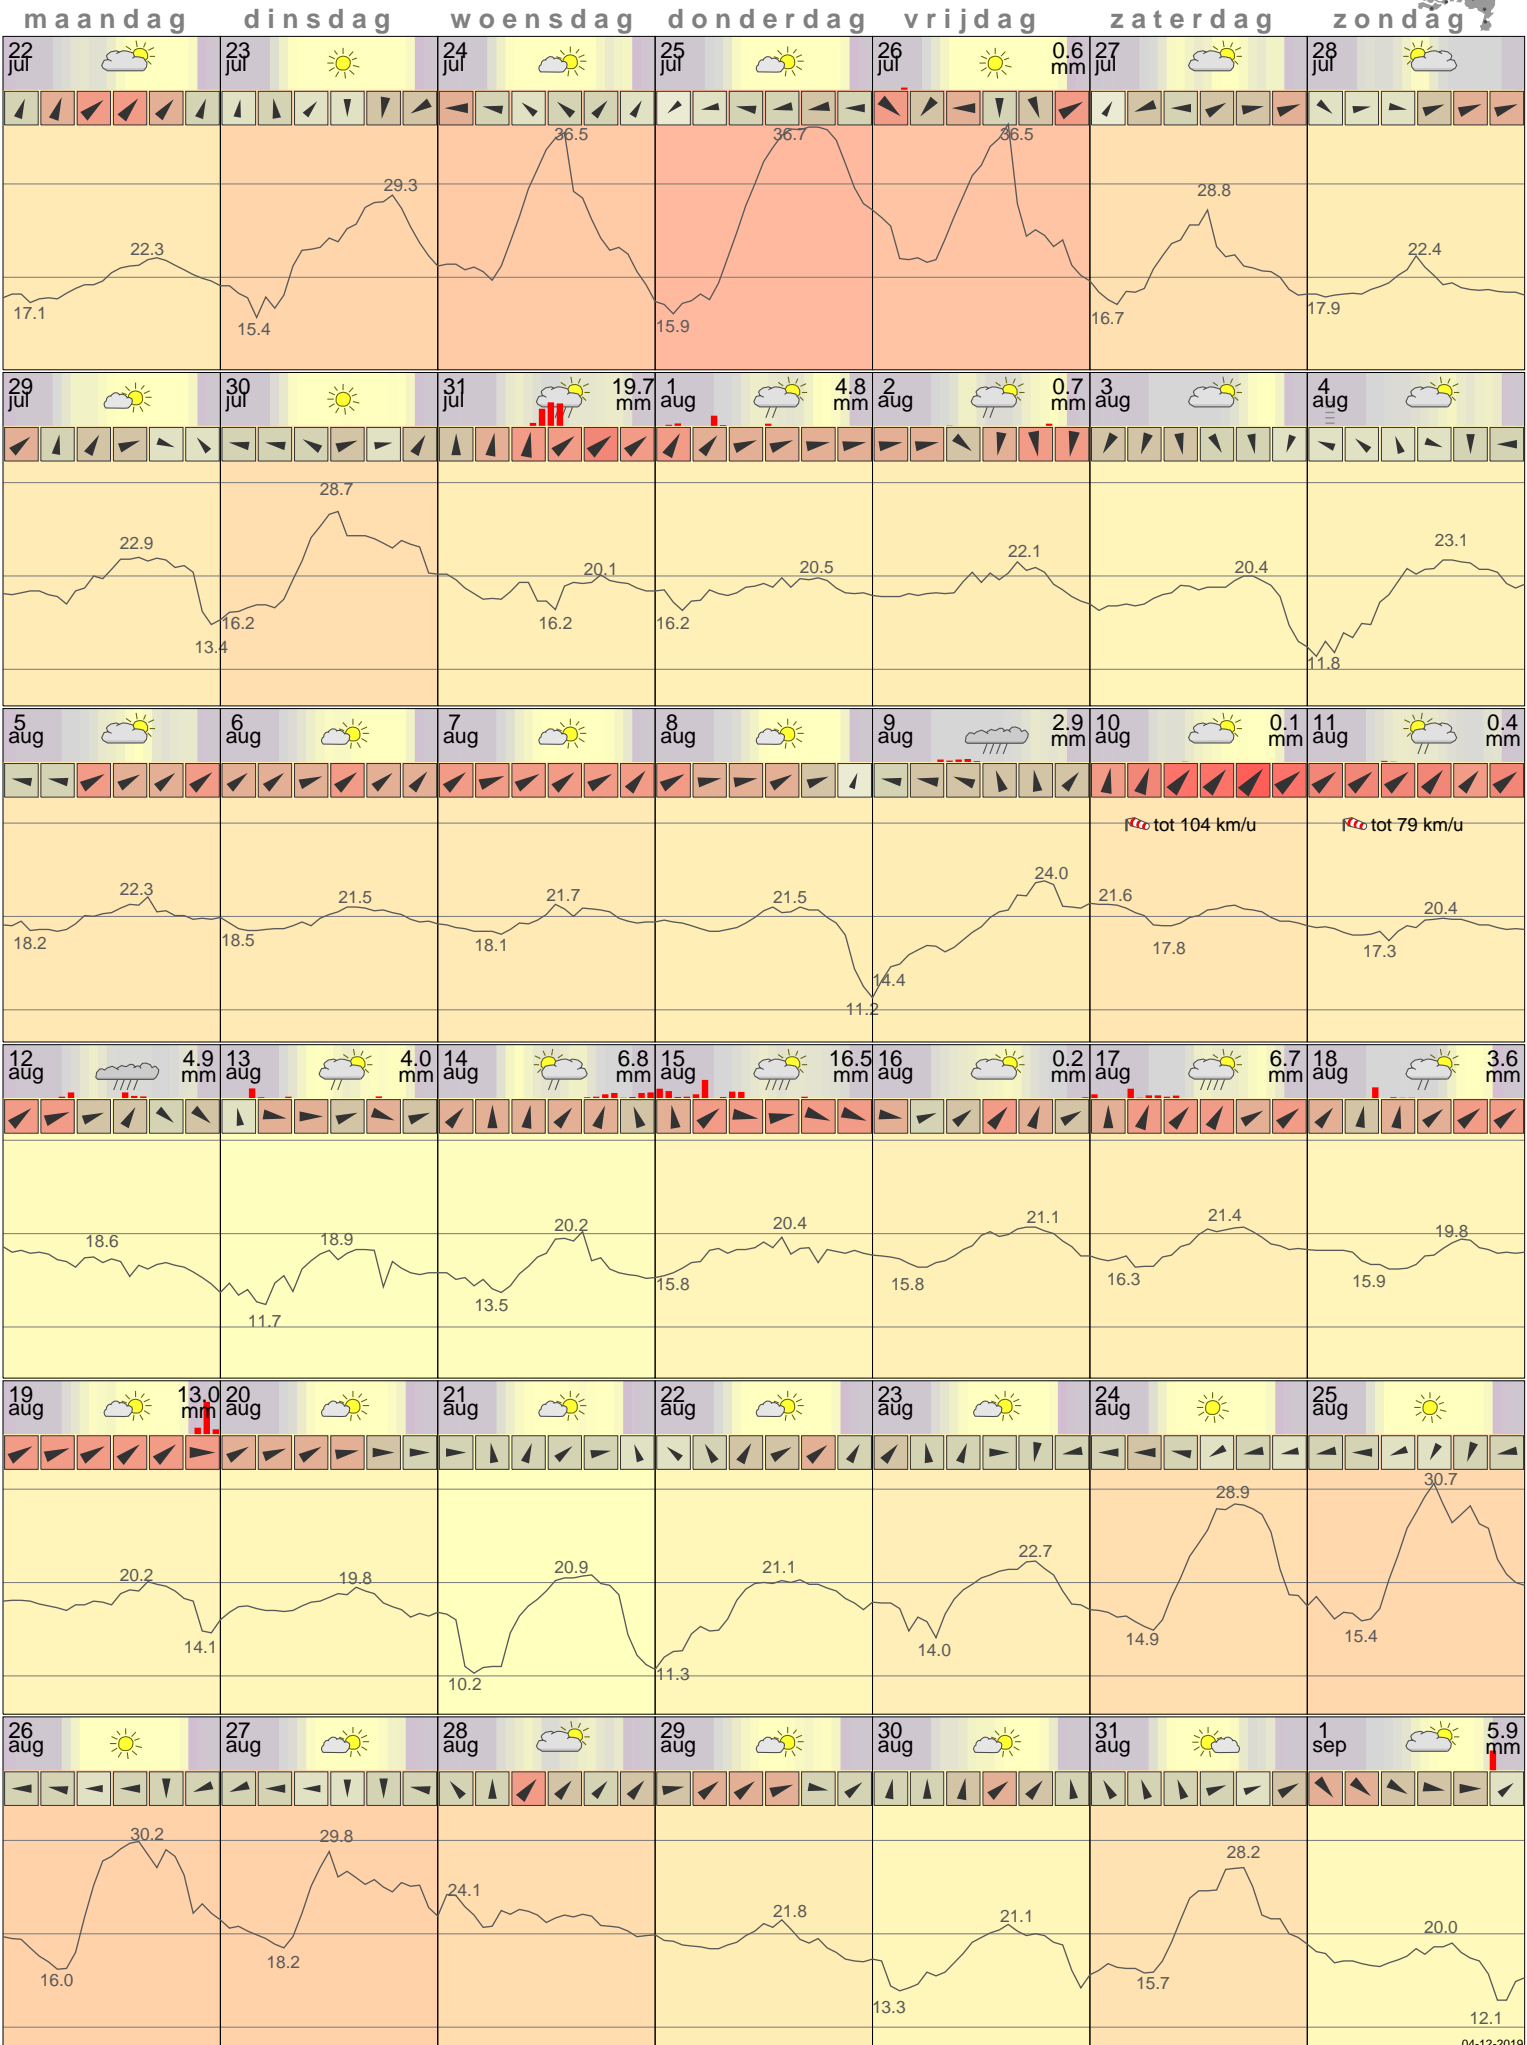 maandag dinsdag woensdag donderdag vrijdag zaterdag zondag
22 23 24 25 26 0.6 27 28
jul jul jul jul jul mm jul jul
36.5 36.7 36.5
29.3 28.8
22.3 22.4
17.1 15.4 15.9 16.7 17.9
29 30 31 19.7 1 4.8 2 0.7 3 4
jul jul jul mm aug mm aug mm aug aug
28.7
22.9 20.1 20.5 22.1 20.4 23.1
13.4 16.2 16.2 16.2 11.8
5 6 7 8 9 2.9 10 0.1 11 0.4
aug aug aug aug aug mm aug mm aug mm
tot 104 km/u tot 79 km/u
22.3 21.5 21.7 21.5 24.0 21.6 20.4
18.2 18.5 18.1 11.2 14.4 17.8 17.3
12 4.9 13 4.0 14 6.8 15 16.5 16 0.2 17 6.7 18 3.6
aug mm aug mm aug mm aug mm aug mm aug mm aug mm
18.6 18.9 20.2 20.4 21.1 21.4 19.8
11.7 13.5 15.8 15.8 16.3 15.9
19 13.0 20 21 22 23 24 25
aug mm aug aug aug aug aug aug
28.9 30.7
20.2 19.8 20.9 21.1 22.7
14.1 10.2 11.3 14.0 14.9 15.4
26 27 28 29 30 31 1 5.9
aug aug aug aug aug aug sep mm
30.2 29.8 28.2
24.1 21.8 21.1 20.0
16.0 18.2 13.3 15.7 12.1
04-12-2019